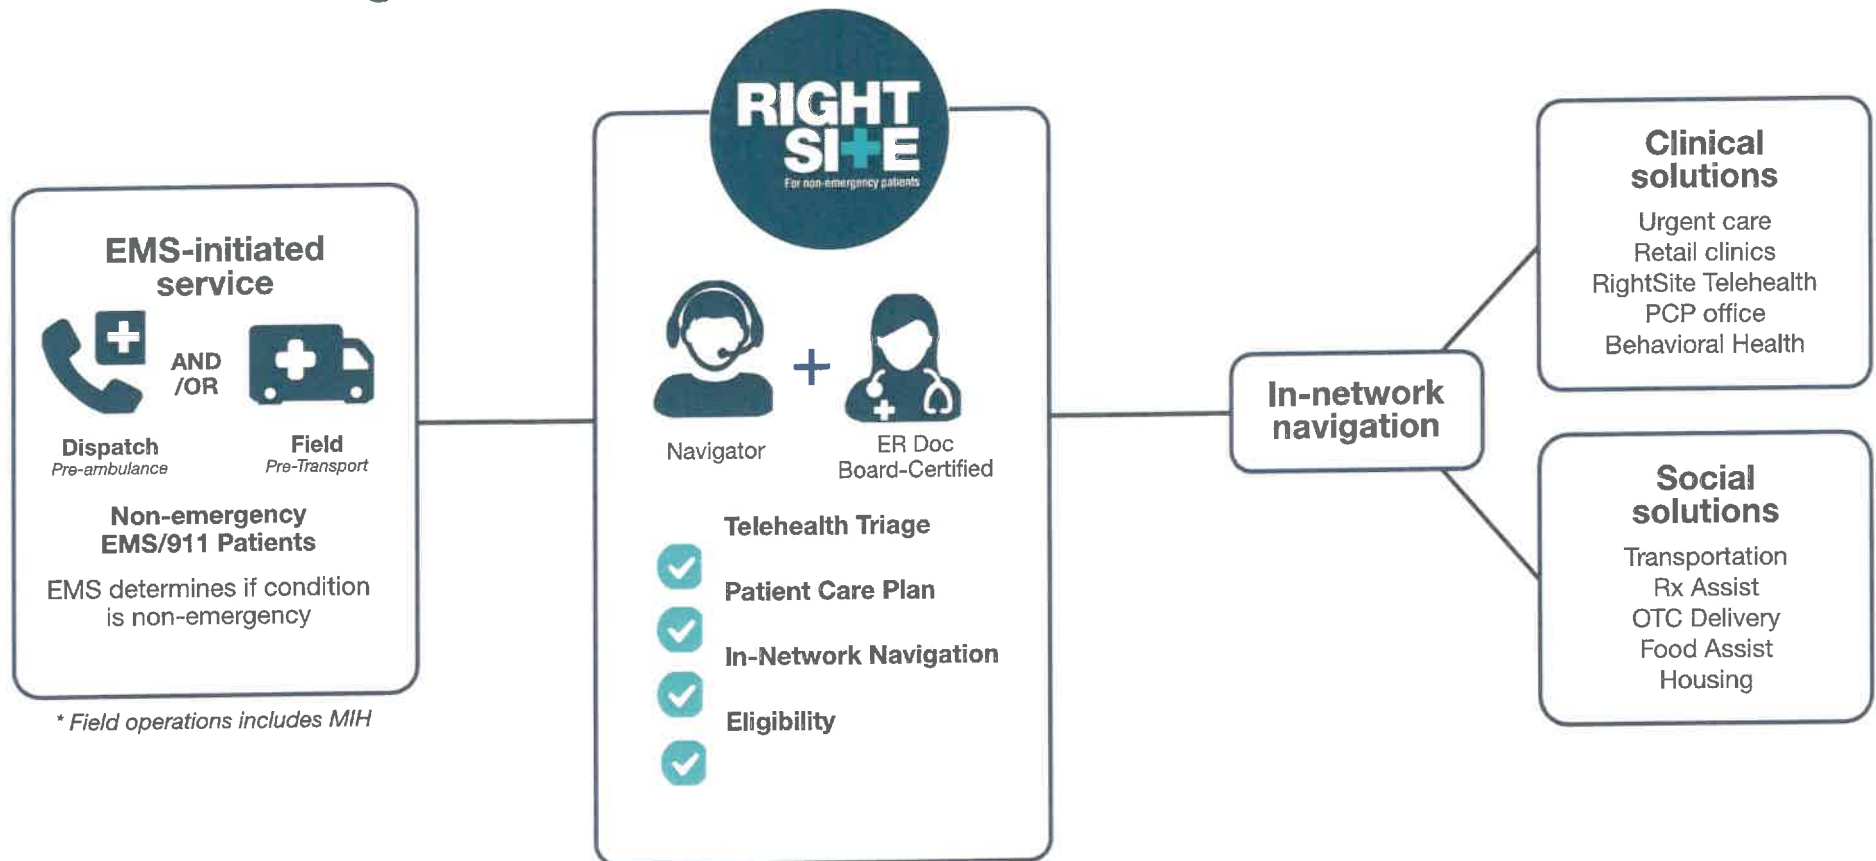 RIGHT
SITE
For non-emergency patients
EMS-initiated
service
AND
/OR
Dispatch
Pre-ambulance
Field
Pre-Transport
Non-emergency
EMS/911 Patients
EMS determines if condition
is non-emergency
* Field operations includes MIH
Navigator
ER Doc
Board-Certified
Telehealth Triage
Patient Care Plan
In-Network Navigation
Eligibility
In-network
navigation
Clinical
solutions
Urgent care
Retail clinics
RightSite Telehealth
PCP office
Behavioral Health
Social
solutions
Transportation
Rx Assist
OTC Delivery
Food Assist
Housing